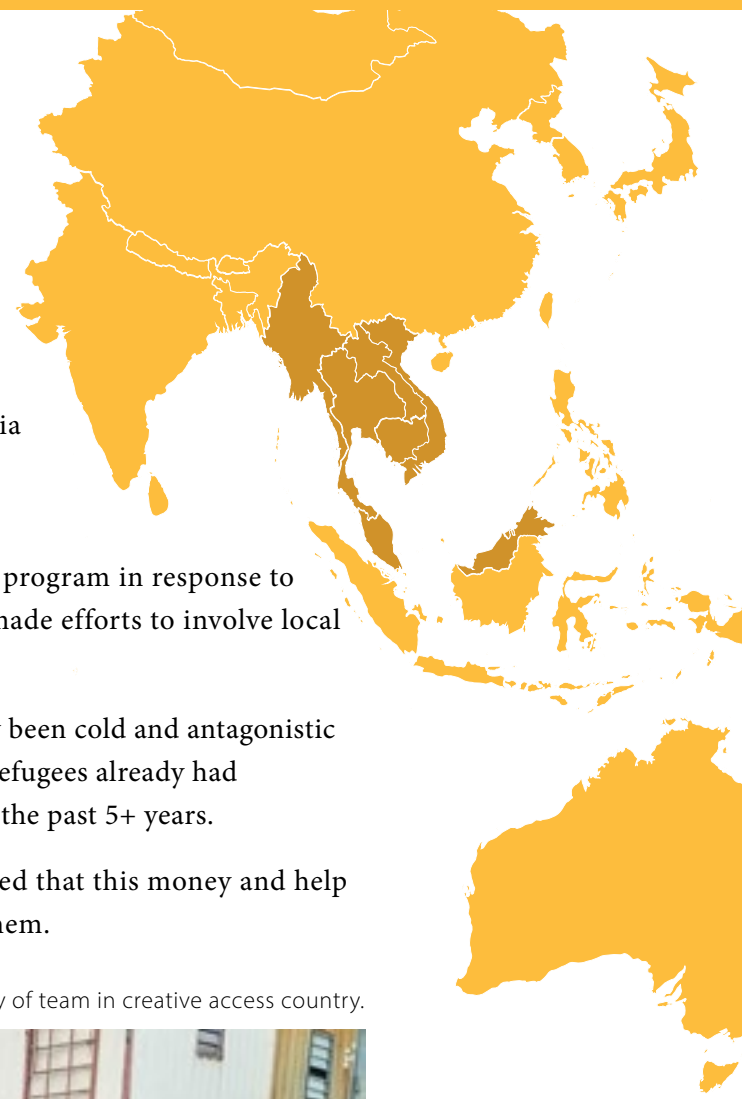 ia
program in response to
nade efforts to involve local
been cold and antagonistic
efugees already had
the past 5+ years.
ed that this money and help
hem.
of team in creative access country.